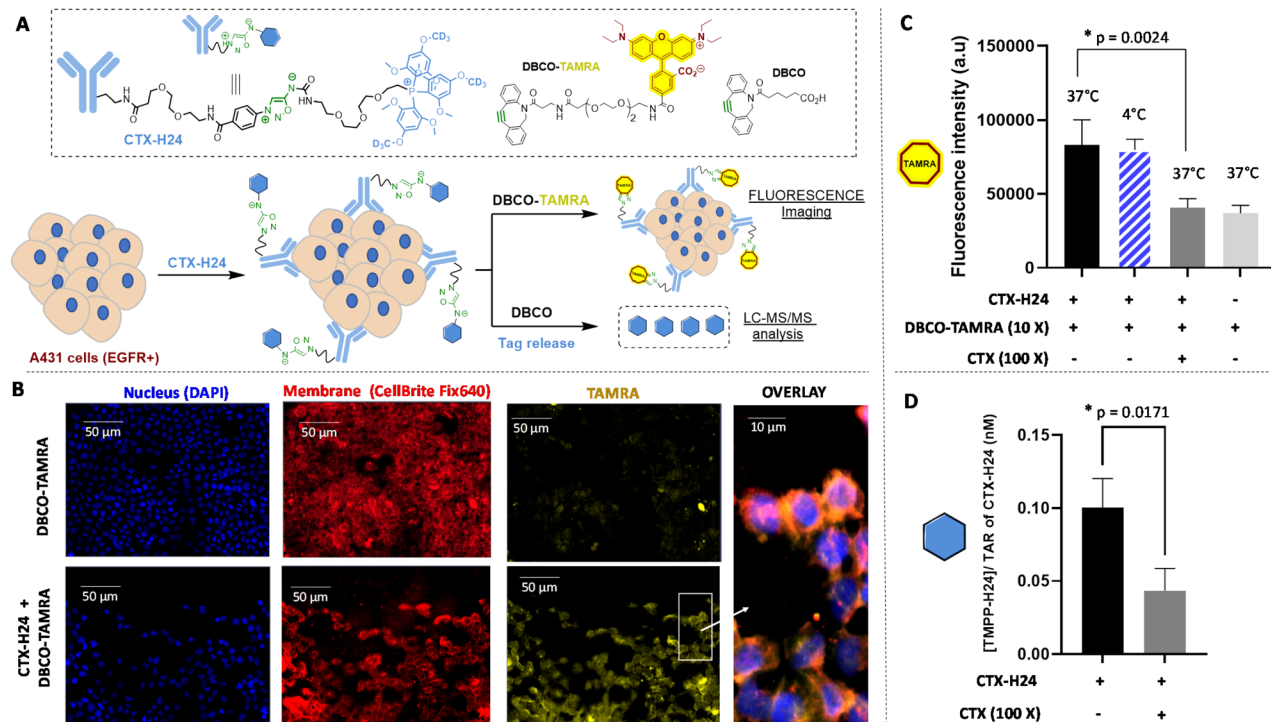 A
DBCO-TAMRA
DBCO
CTX-H24
CTX-H24
DBCO-TAMRA
FLUORESCENCE
Imaging
DBCO
Tag release
LC-MS/MS
analysis
A431 cells (EGFR+)
B
Nucleus (DAPI)
Membrane (CellBrite Fix640)
TAMRA
OVERLAY
DBCO-TAMRA
50 µm
50 µm
50 µm
10 µm
CTX-H24 +
DBCO-TAMRA
50 µm
50 µm
50 µm
C
TAMRA
Fluorescence intensity (a.u)
150000
100000
50000
0
* p = 0.0024
37°C
4°C
37°C
37°C
CTX-H24 + + + -
DBCO-TAMRA (10 X) + + + +
CTX (100 X) - - + -
D
[TMPP-H24]/ TAR of CTX-H24 (nM)
0.15
0.10
0.05
0.00
* p = 0.0171
CTX-H24 + +
CTX (100 X) - +